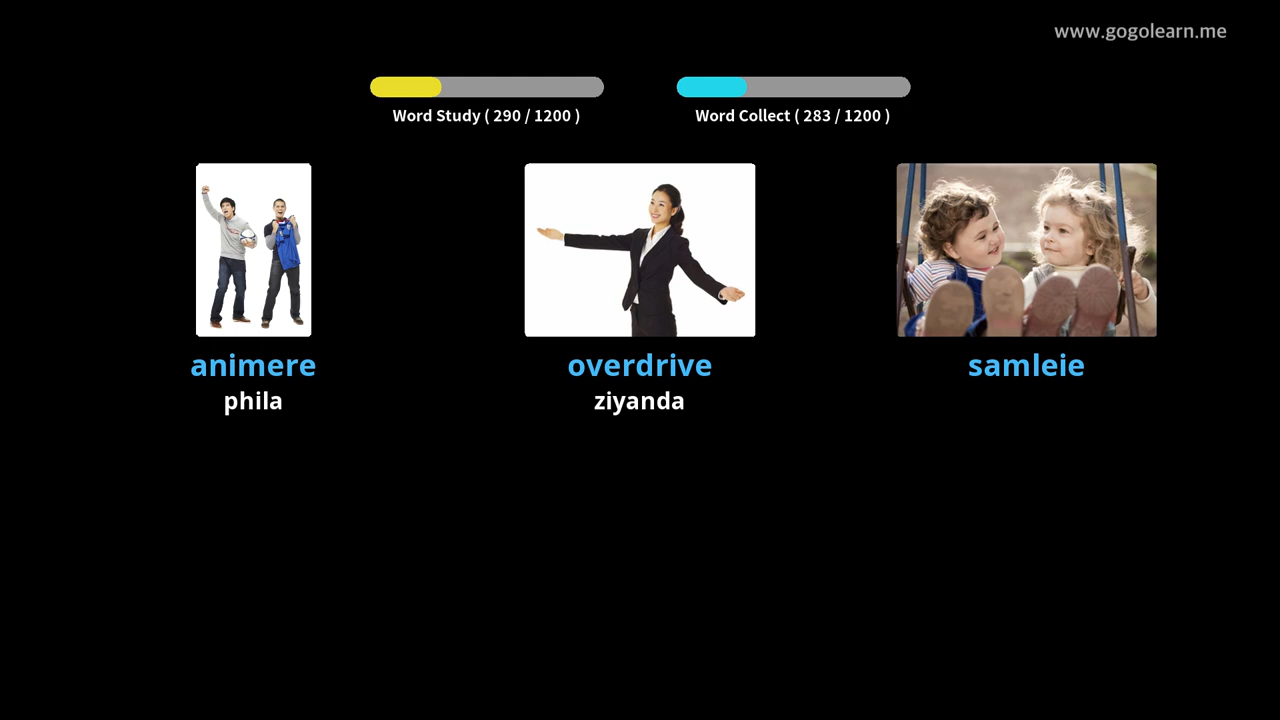 www.gogolearn.me
Word Study ( 290 / 1200 )
Word Collect ( 283 / 1200 )
animere
overdrive
samleie
phila
ziyanda